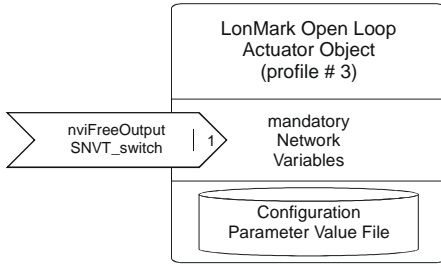 LonMark Open Loop
Actuator Object
(profile # 3)
nviFreeOutput
SNVT_switch
1
mandatory
Network
Variables
Configuration
Parameter Value File